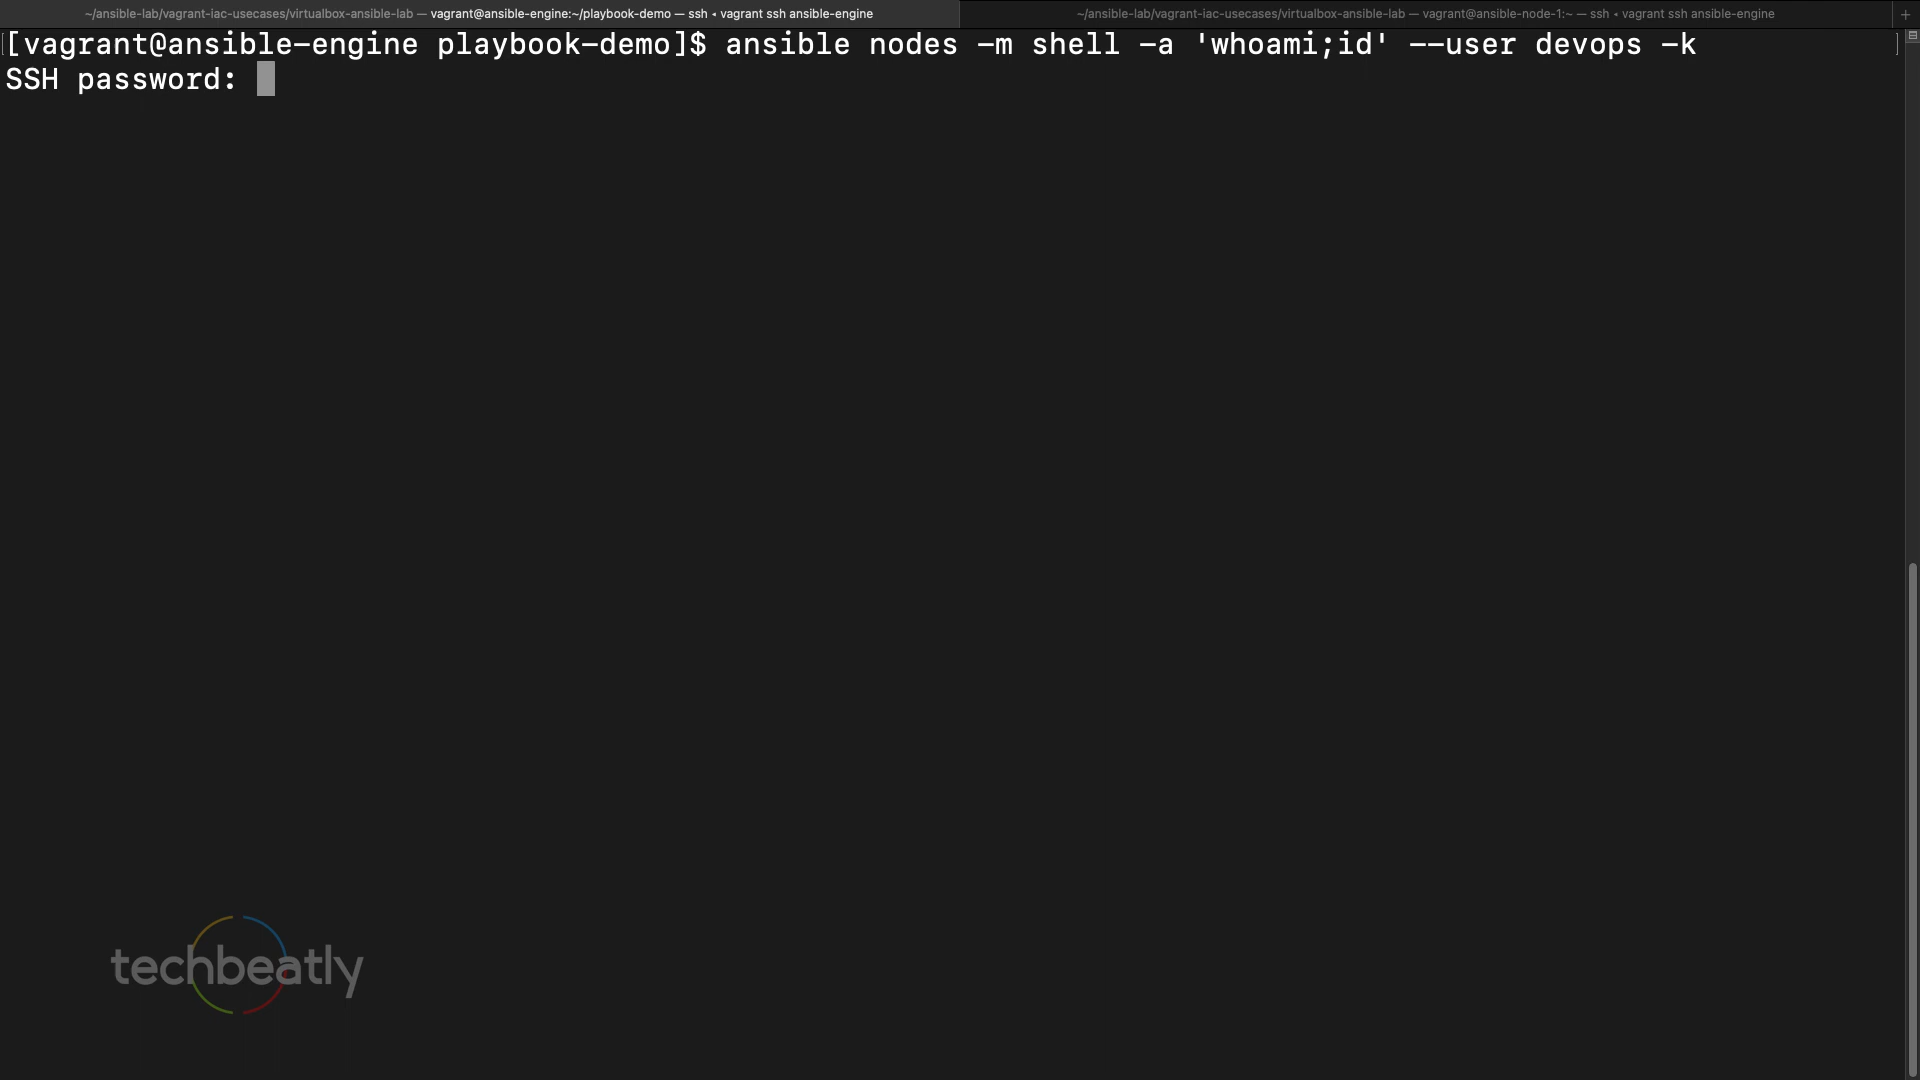 ~/ansible-lab/vagrant-iac-usecases/virtualbox-ansible-lab — vagrant@ansible-engine:~/playbook-demo — ssh ◂ vagrant ssh ansible-engine
~/ansible-lab/vagrant-iac-usecases/virtualbox-ansible-lab — vagrant@ansible-node-1:~ — ssh ◂ vagrant ssh ansible-engine
[vagrant@ansible-engine playbook-demo]$ ansible nodes -m shell -a 'whoami;id' --user devops -k
SSH password:
techbeatly